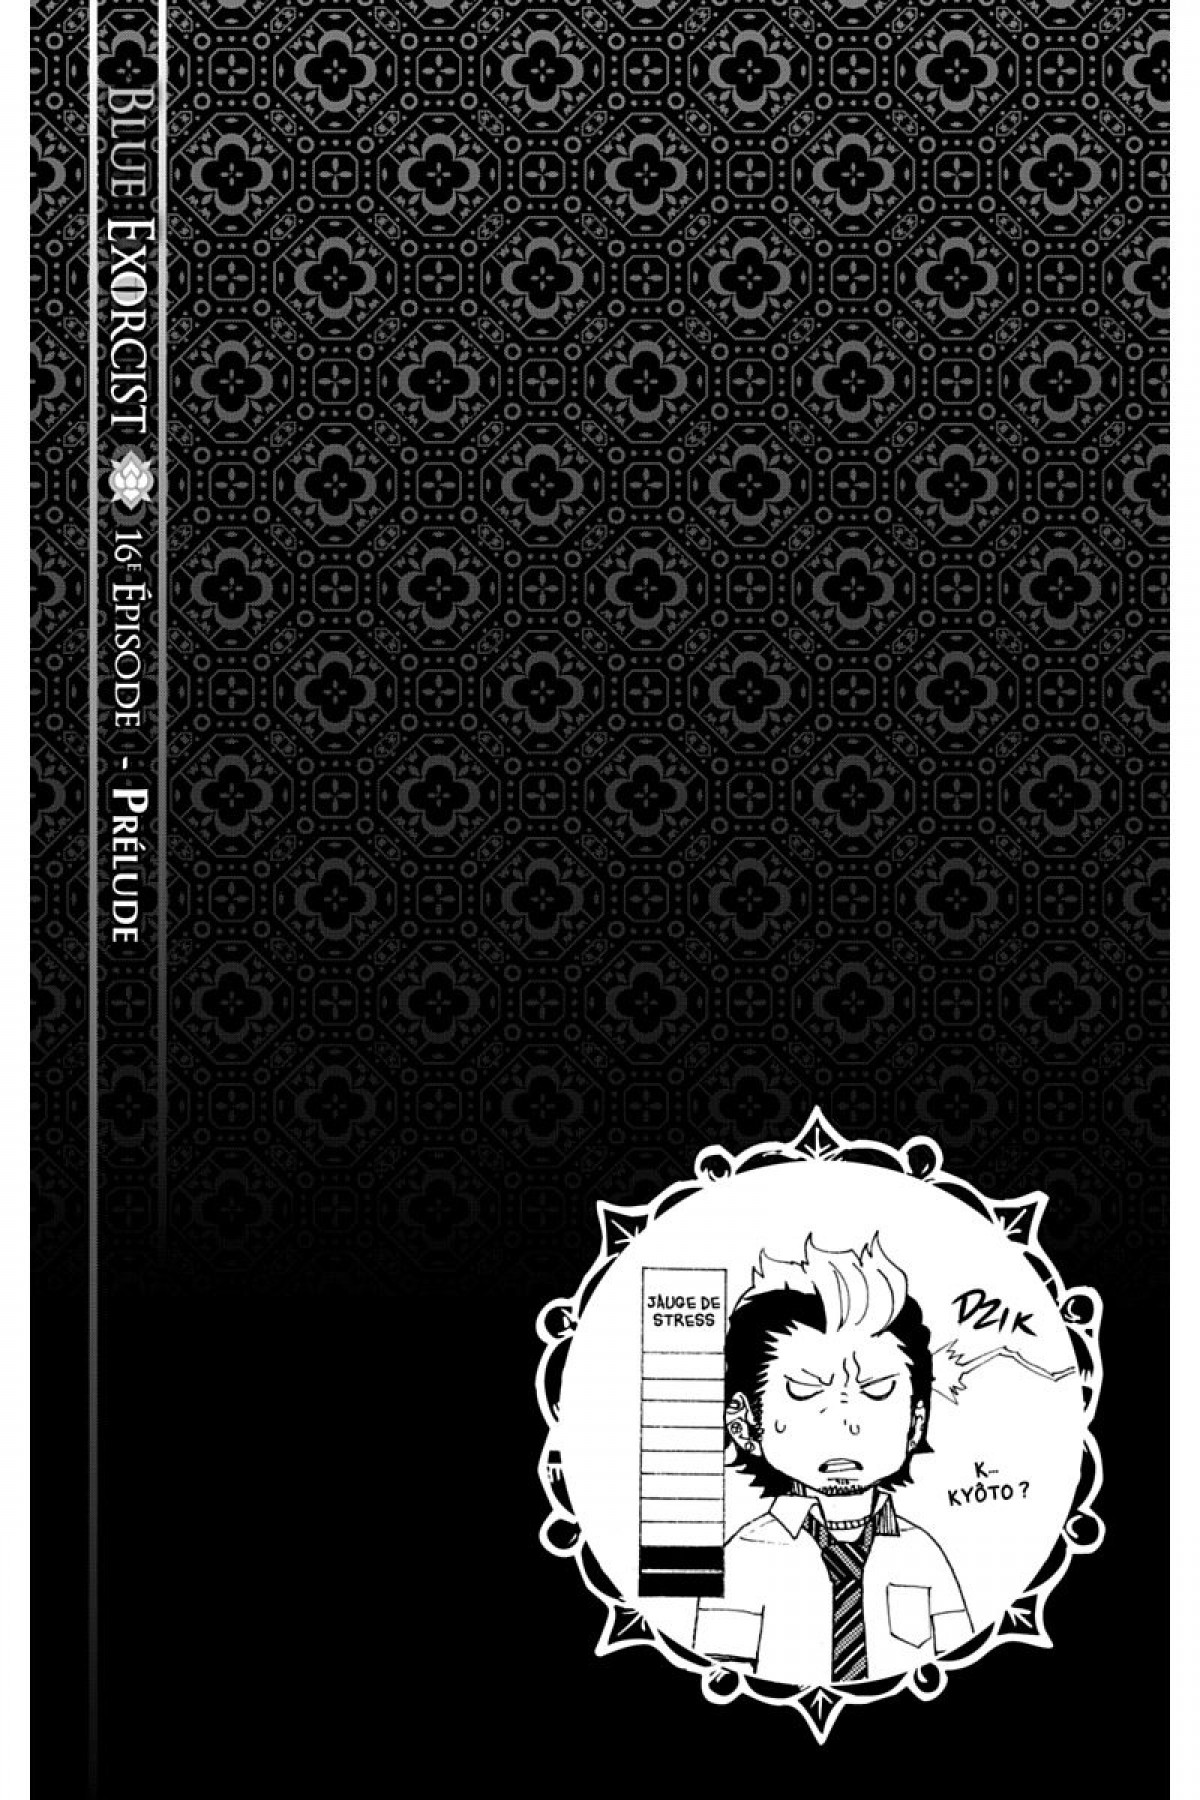 BLUE EXORCIST 16E ÉPISODE - PRÉLUDE
JAUGE DE
STRESS
DZIK
K...
KYÔTO ?